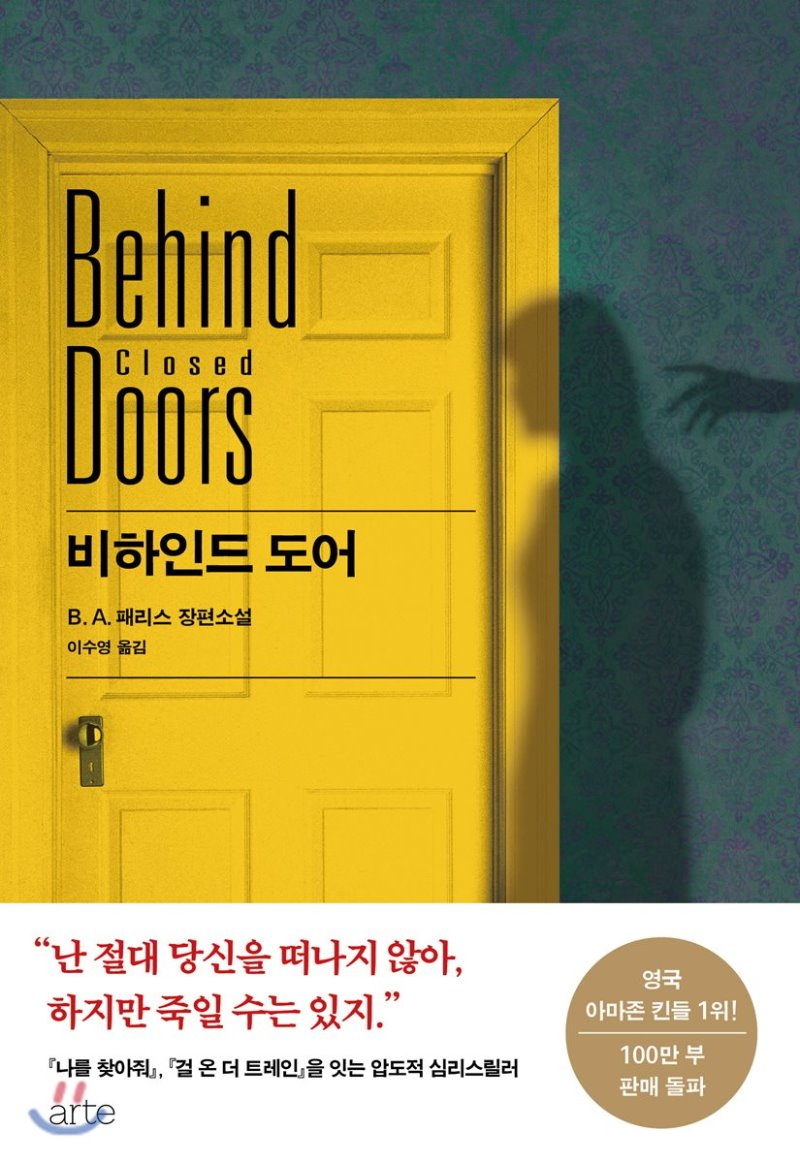 Behind
Closed
Doors
비하인드 도어
B. A. 패리스 장편소설
이수영 옮김
“난 절대 당신을 떠나지 않아,
하지만 죽일 수는 있지.”
『나를 찾아줘』, 『걸 온 더 트레인』을 잇는 압도적 심리스릴러
arte
영국
아마존 킨들 1위!
100만 부
판매 돌파